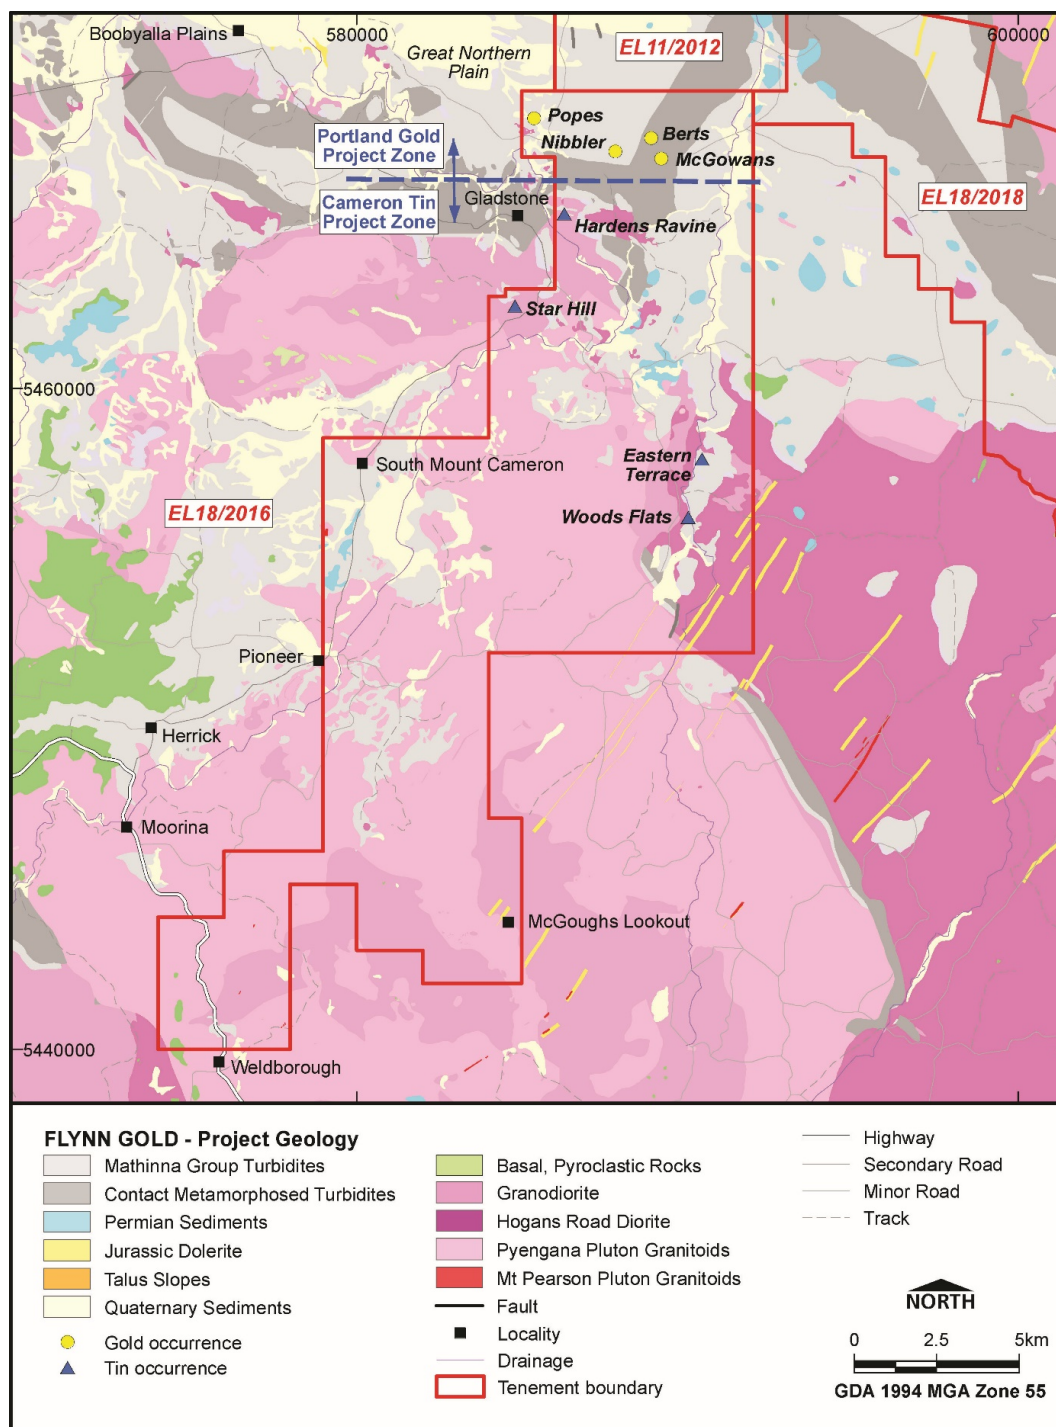 Boobyalla Plains
580000
600000
Great Northern
Plain
EL11/2012
Popes
Nibbler
Berts
McGowans
Portland Gold
Project Zone
Cameron Tin
Project Zone
Gladstone
EL18/2018
Hardens Ravine
Star Hill
5460000
South Mount Cameron
Eastern
Terrace
EL18/2016
Woods Flats
Pioneer
Herrick
Moorina
McGoughs Lookout
5440000
Weldborough
FLYNN GOLD - Project Geology
Mathinna Group Turbidites
Contact Metamorphosed Turbidites
Permian Sediments
Jurassic Dolerite
Talus Slopes
Quaternary Sediments
Gold occurrence
Tin occurrence
Basal, Pyroclastic Rocks
Granodiorite
Hogans Road Diorite
Pyengana Pluton Granitoids
Mt Pearson Pluton Granitoids
Fault
Locality
Drainage
Tenement boundary
Highway
Secondary Road
Minor Road
Track
NORTH
0 2.5 5km
GDA 1994 MGA Zone 55